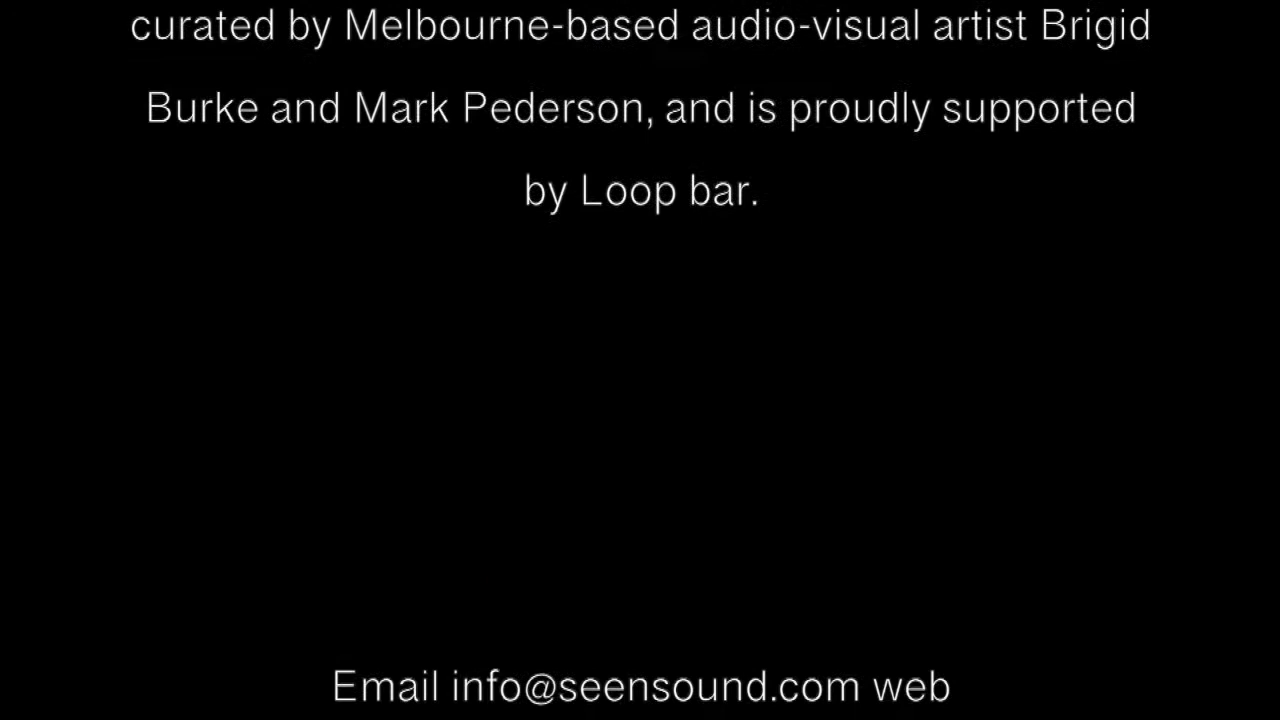 curated by Melbourne-based audio-visual artist Brigid
Burke and Mark Pederson, and is proudly supported
by Loop bar.
Email info@seensound.com web